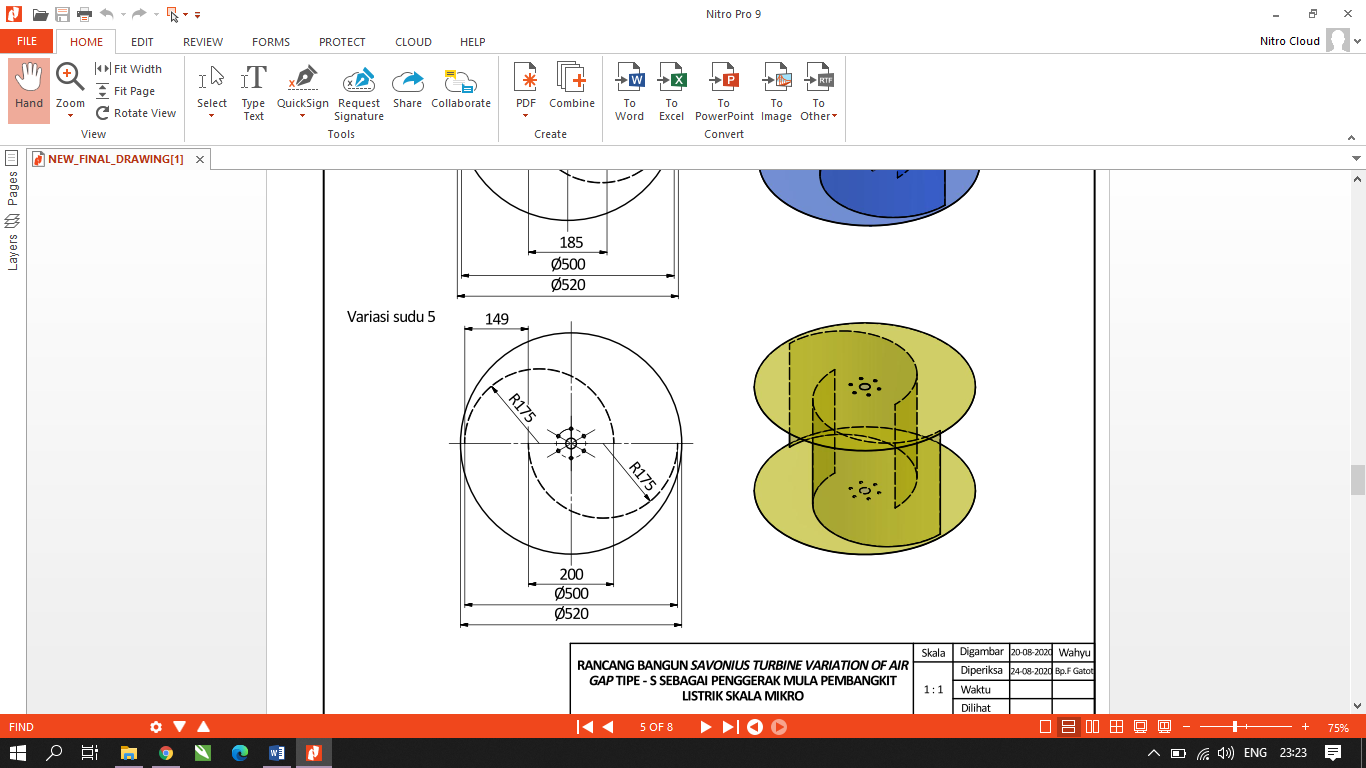 Nitro Pro 9
FILE
HOME
EDIT
REVIEW
FORMS
PROTECT
CLOUD
HELP
Nitro Cloud
Hand
Zoom
Fit Width
Fit Page
Rotate View
View
Select
Type
Text
QuickSign
Request
Signature
Share
Collaborate
Tools
PDF
Combine
Create
To
Word
To
Excel
To
PowerPoint
To
Image
To
Other
Convert
NEW_FINAL_DRAWING[1]
Pages
Layers
185
Ø500
Ø520
Variasi sudu 5
149
R175
R175
200
Ø500
Ø520
RANCANG BANGUN SAVONIUS TURBINE VARIATION OF AIR
GAP TIPE - S SEBAGAI PENGGERAK MULA PEMBANGKIT
LISTRIK SKALA MIKRO
Skala
1 : 1
Digambar 20-08-2020 Wahyu
Diperiksa 24-08-2020 Bp.F Gatot
Waktu
Dilihat
FIND
5 OF 8
75%
ENG
23:23